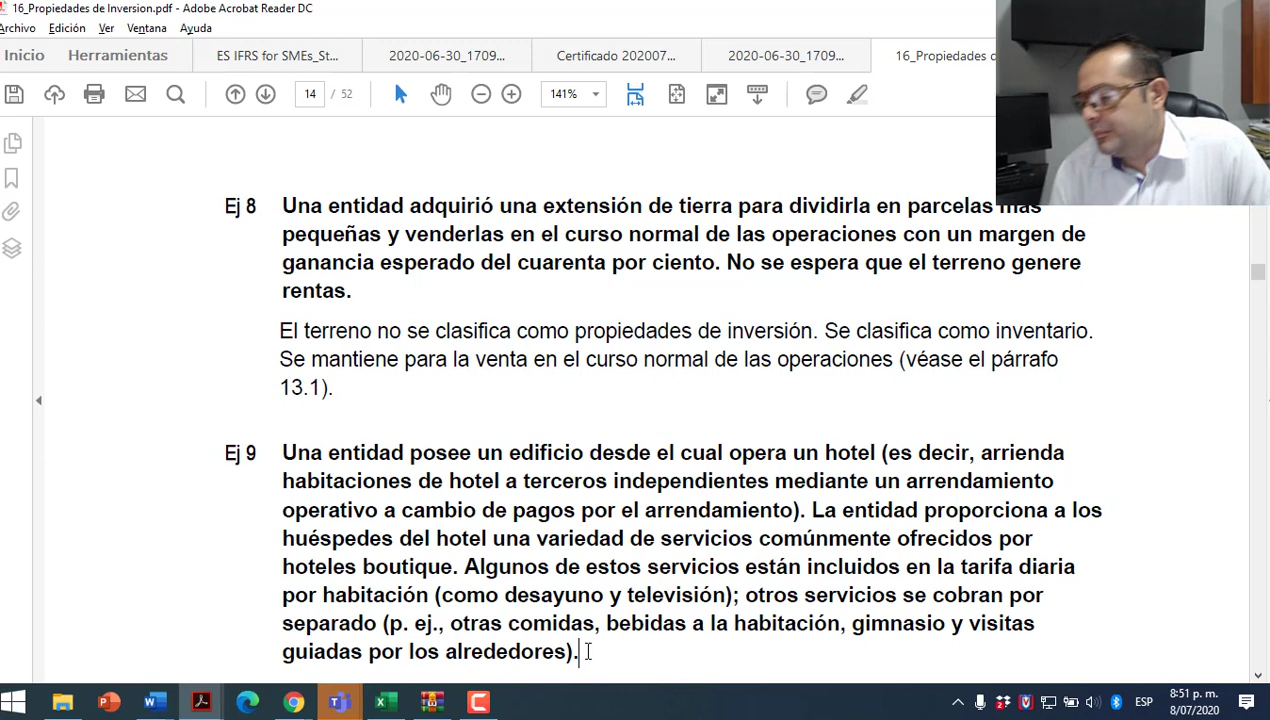 16_Propiedades de Inversion.pdf - Adobe Acrobat Reader DC
Archivo Edición Ver Ventana Ayuda
Inicio Herramientas ES IFRS for SMEs_St... 2020-06-30_1709... Certificado 202007... 2020-06-30_1709... 16_Propiedades
14 / 52 141%
Ej 8 Una entidad adquirió una extensión de tierra para dividirla en parcelas más
pequeñas y venderlas en el curso normal de las operaciones con un margen de
ganancia esperado del cuarenta por ciento. No se espera que el terreno genere
rentas.
El terreno no se clasifica como propiedades de inversión. Se clasifica como inventario.
Se mantiene para la venta en el curso normal de las operaciones (véase el párrafo
13.1).
Ej 9 Una entidad posee un edificio desde el cual opera un hotel (es decir, arrienda
habitaciones de hotel a terceros independientes mediante un arrendamiento
operativo a cambio de pagos por el arrendamiento). La entidad proporciona a los
huéspedes del hotel una variedad de servicios comúnmente ofrecidos por
hoteles boutique. Algunos de estos servicios están incluidos en la tarifa diaria
por habitación (como desayuno y televisión); otros servicios se cobran por
separado (p. ej., otras comidas, bebidas a la habitación, gimnasio y visitas
guiadas por los alrededores).
ESP 8:51 p. m.
8/07/2020